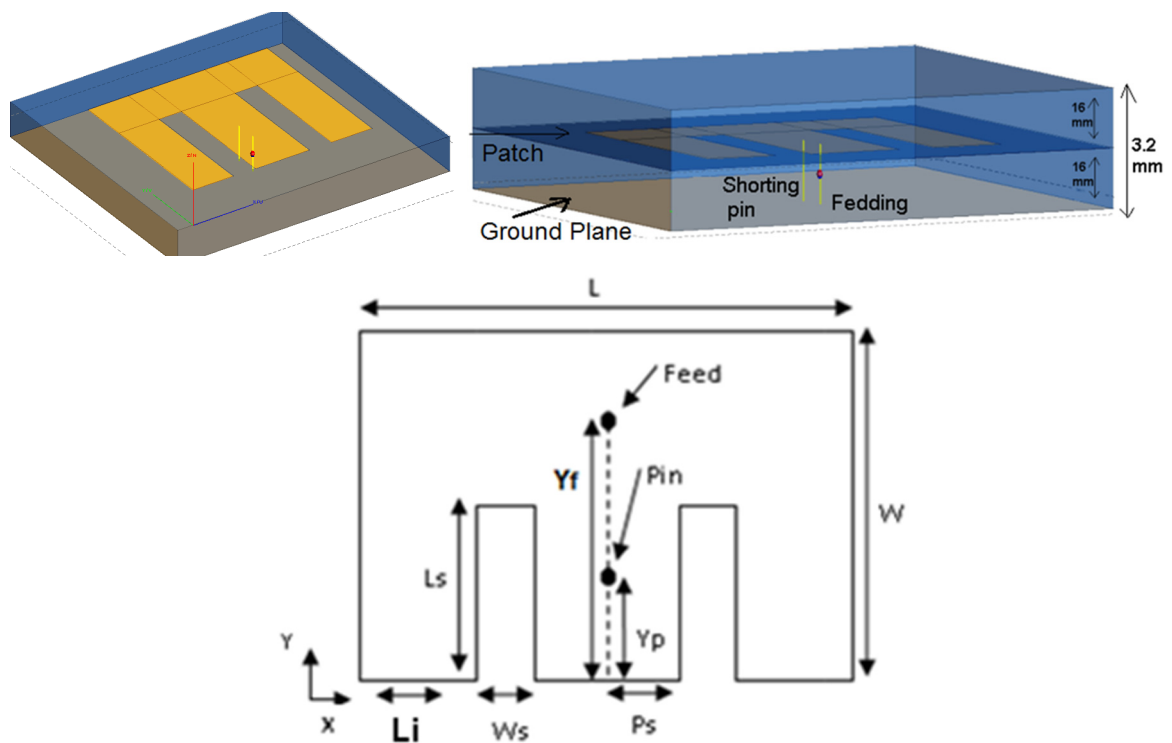 Patch
Ground Plane
Shorting
pin
Fedding
16
mm
3.2
mm
16
mm
L
Feed
Yf
Pin
W
Ls
Yp
Y
X
Li
Ws
Ps